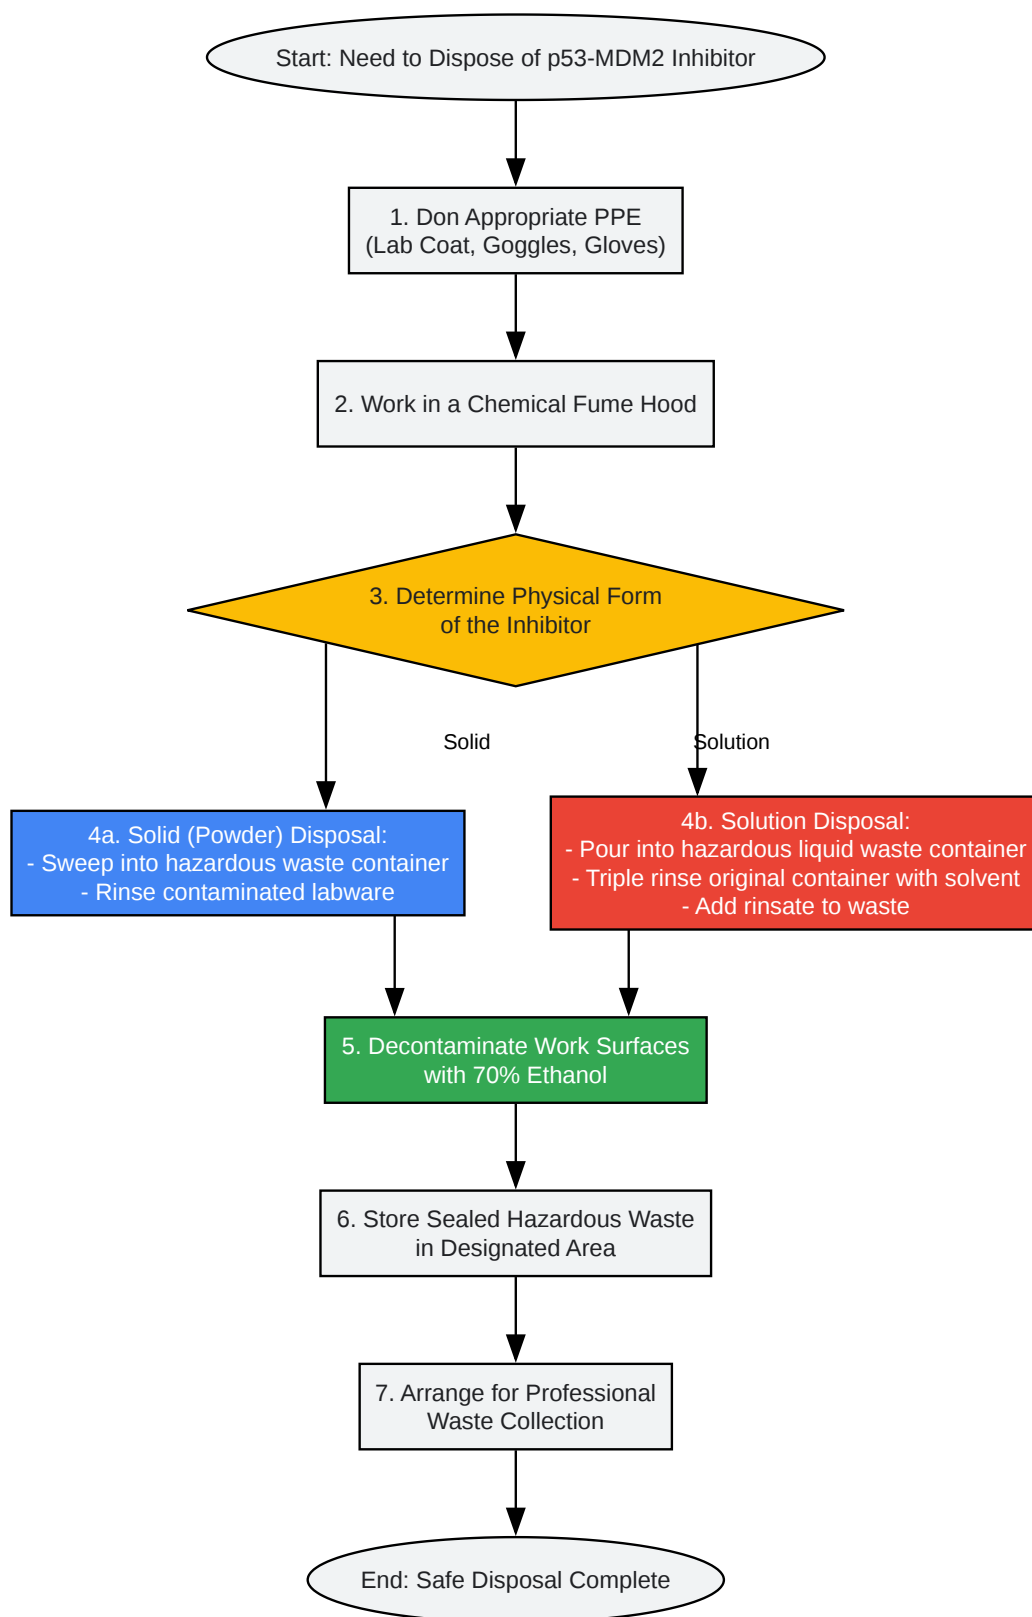 Start: Need to Dispose of p53-MDM2 Inhibitor
1. Don Appropriate PPE
(Lab Coat, Goggles, Gloves)
2. Work in a Chemical Fume Hood
3. Determine Physical Form
of the Inhibitor
Solid
Solution
4a. Solid (Powder) Disposal:
- Sweep into hazardous waste container
- Rinse contaminated labware
4b. Solution Disposal:
- Pour into hazardous liquid waste container
- Triple rinse original container with solvent
- Add rinsate to waste
5. Decontaminate Work Surfaces
with 70% Ethanol
6. Store Sealed Hazardous Waste
in Designated Area
7. Arrange for Professional
Waste Collection
End: Safe Disposal Complete